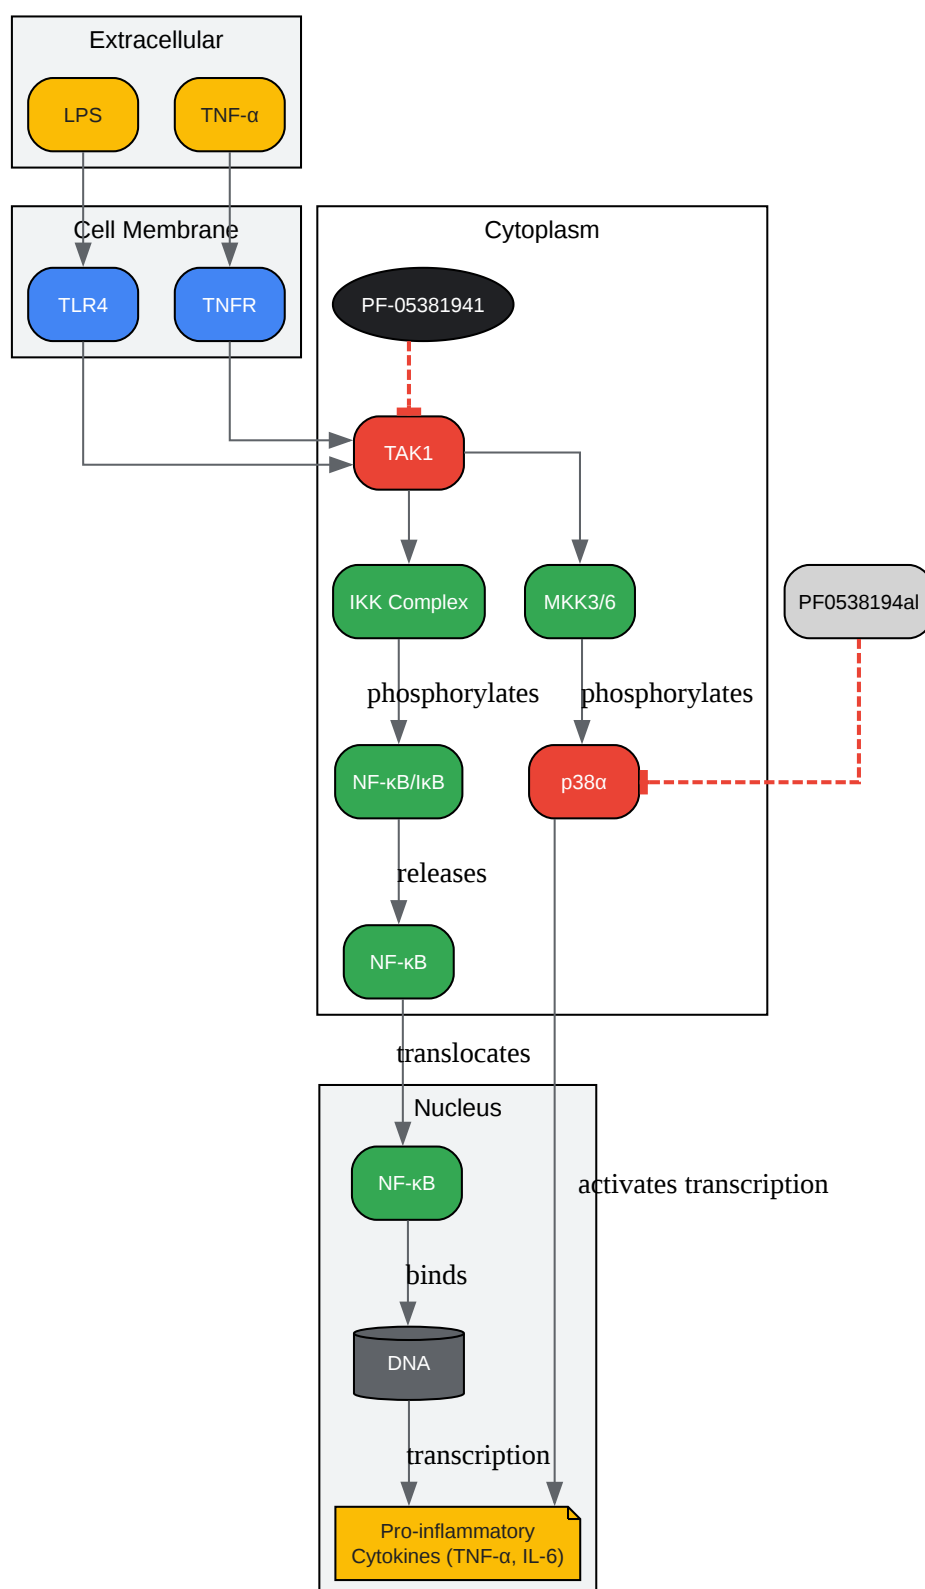 Extracellular
LPS
TNF-α
Cell Membrane
Cytoplasm
TLR4
TNFR
PF-05381941
TAK1
IKK Complex
MKK3/6
PF0538194al
phosphorylates
phosphorylates
NF-κB/IκB
p38α
releases
NF-κB
translocates
Nucleus
NF-κB
activates transcription
binds
DNA
transcription
Pro-inflammatory
Cytokines (TNF-α, IL-6)